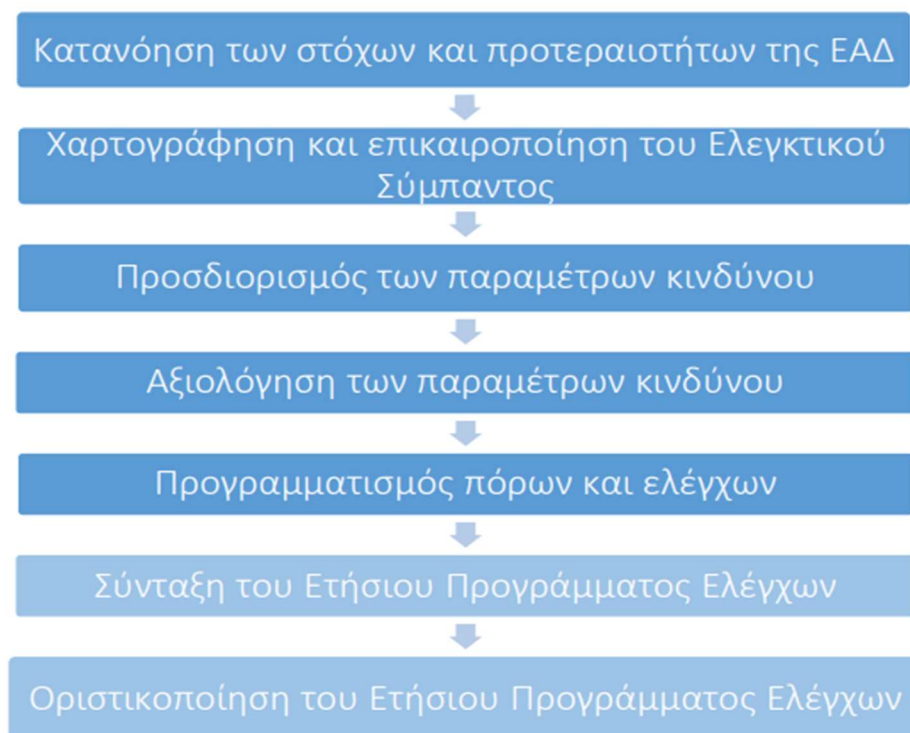 Κατανόηση των στόχων και προτεραιοτήτων της ΕΑΔ
Χαρτογράφηση και επικαιροποίηση του Ελεγκτικού
Σύμπαντος
Προσδιορισμός των παραμέτρων κινδύνου
Αξιολόγηση των παραμέτρων κινδύνου
Προγραμματισμός πόρων και ελέγχων
Σύνταξη του Ετήσιου Προγράμματος Ελέγχων
Οριστικοποίηση του Ετήσιου Προγράμματος Ελέγχων